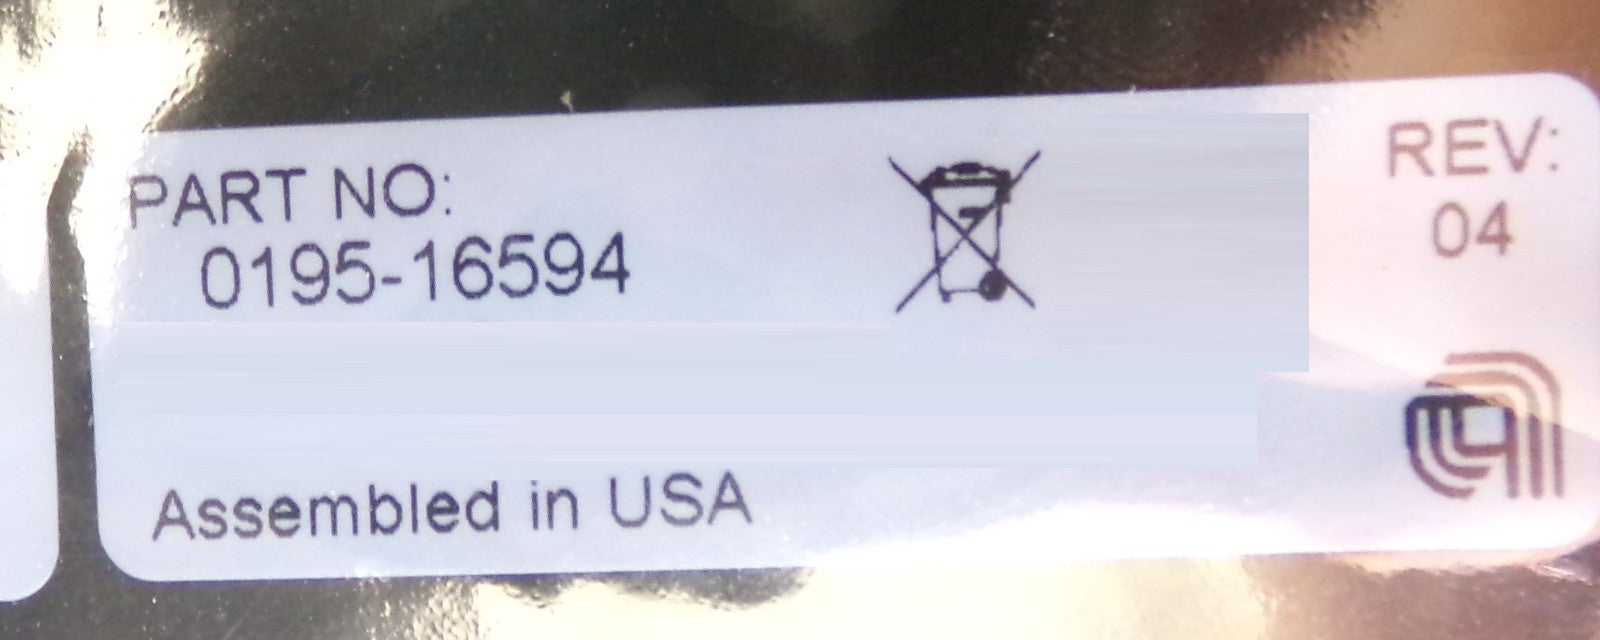 PART NO:
0195-16594
REV:
04
Assembled in USA